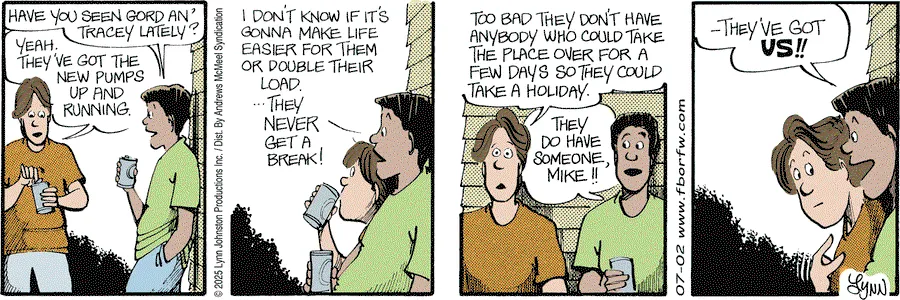 HAVE YOU SEEN GORD AN'
TRACEY LATELY?
YEAH.
THEY'VE GOT THE
NEW PUMPS
UP AND
RUNNING.
© 2025 Lynn Johnston Productions Inc. / Dist. By Andrews McMeel Syndication
I DON'T KNOW IF IT'S
GONNA MAKE LIFE
EASIER FOR THEM
OR DOUBLE THEIR
LOAD.
...THEY
NEVER
GET A
BREAK!
TOO BAD THEY DON'T HAVE
ANYBODY WHO COULD TAKE
THE PLACE OVER FOR A
FEW DAYS SO THEY COULD
TAKE A HOLIDAY.
THEY
DO HAVE
SOMEONE,
MIKE!!
07-02 www.fborfw.com
...THEY'VE GOT
US!!
LYNN